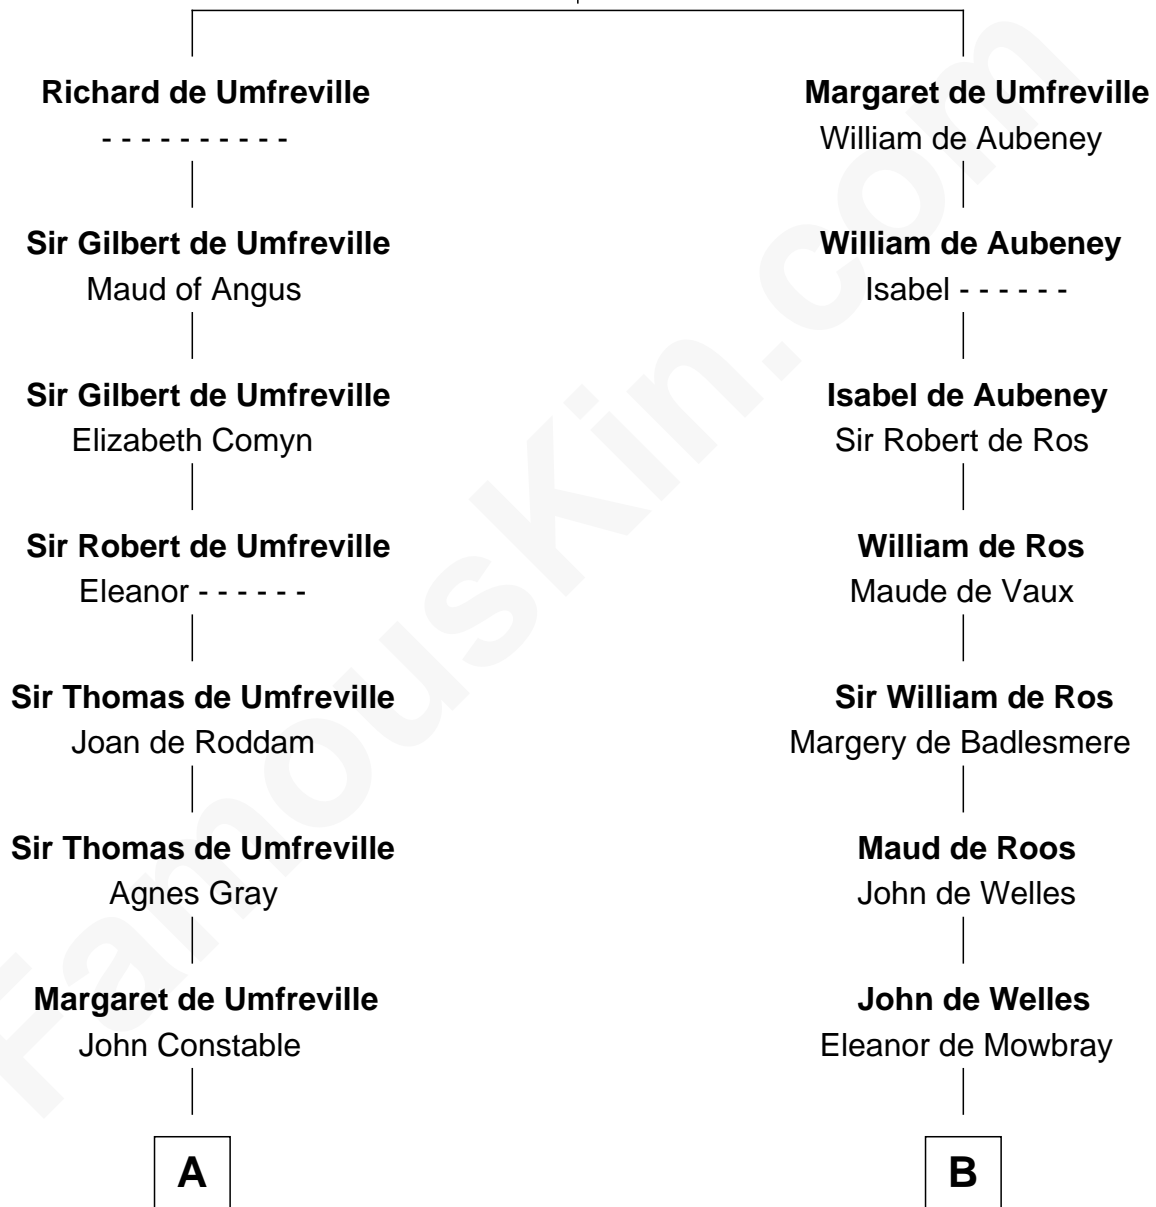 Richard de Umfreville
- - - - - - - - - -
Sir Gilbert de Umfreville
Maud of Angus
Sir Gilbert de Umfreville
Elizabeth Comyn
Sir Robert de Umfreville
Eleanor - - - - - -
Sir Thomas de Umfreville
Joan de Roddam
Sir Thomas de Umfreville
Agnes Gray
Margaret de Umfreville
John Constable
A
Margaret de Umfreville
William de Aubeney
William de Aubeney
Isabel - - - - - -
Isabel de Aubeney
Sir Robert de Ros
William de Ros
Maude de Vaux
Sir William de Ros
Margery de Badlesmere
Maud de Roos
John de Welles
John de Welles
Eleanor de Mowbray
B
FamousKin.com